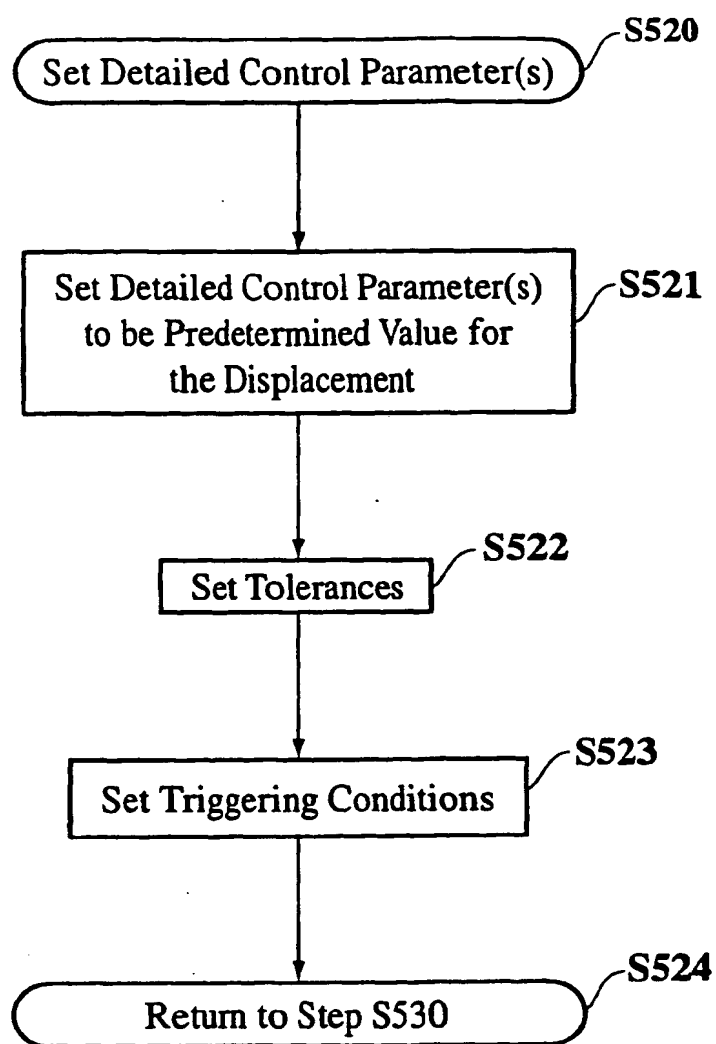 S520
Set Detailed Control Parameter(s)
S521
Set Detailed Control Parameter(s)
to be Predetermined Value for
the Displacement
S522
Set Tolerances
S523
Set Triggering Conditions
S524
Return to Step S530